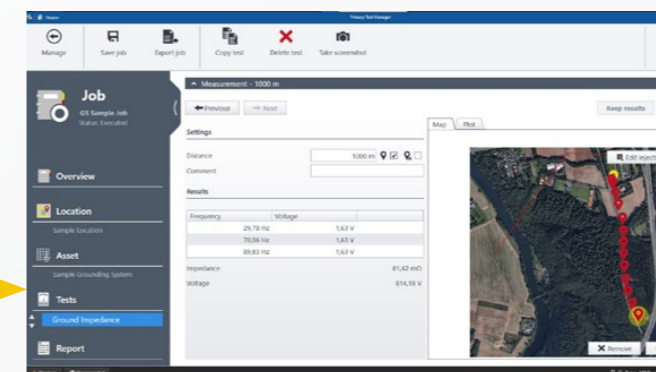 Home
Primary Test Manager
Manage
Save job
Export job
Copy test
Delete test
Take screenshot
Job
GS Sample Job
Status: Executed
Overview
Location
Sample Location
Asset
Sample Grounding System
Tests
Ground Impedance
Report
Measurement - 1000 m
Previous
Next
Keep results
Settings
Distance 1000 m
Comment
Results
Frequency Voltage
29,78 Hz 1,63 V
70,06 Hz 1,63 V
89,83 Hz 1,63 V
Impedance 81,42 mΩ
Voltage 814,18 V
Map Plot
Edit inject
Remove